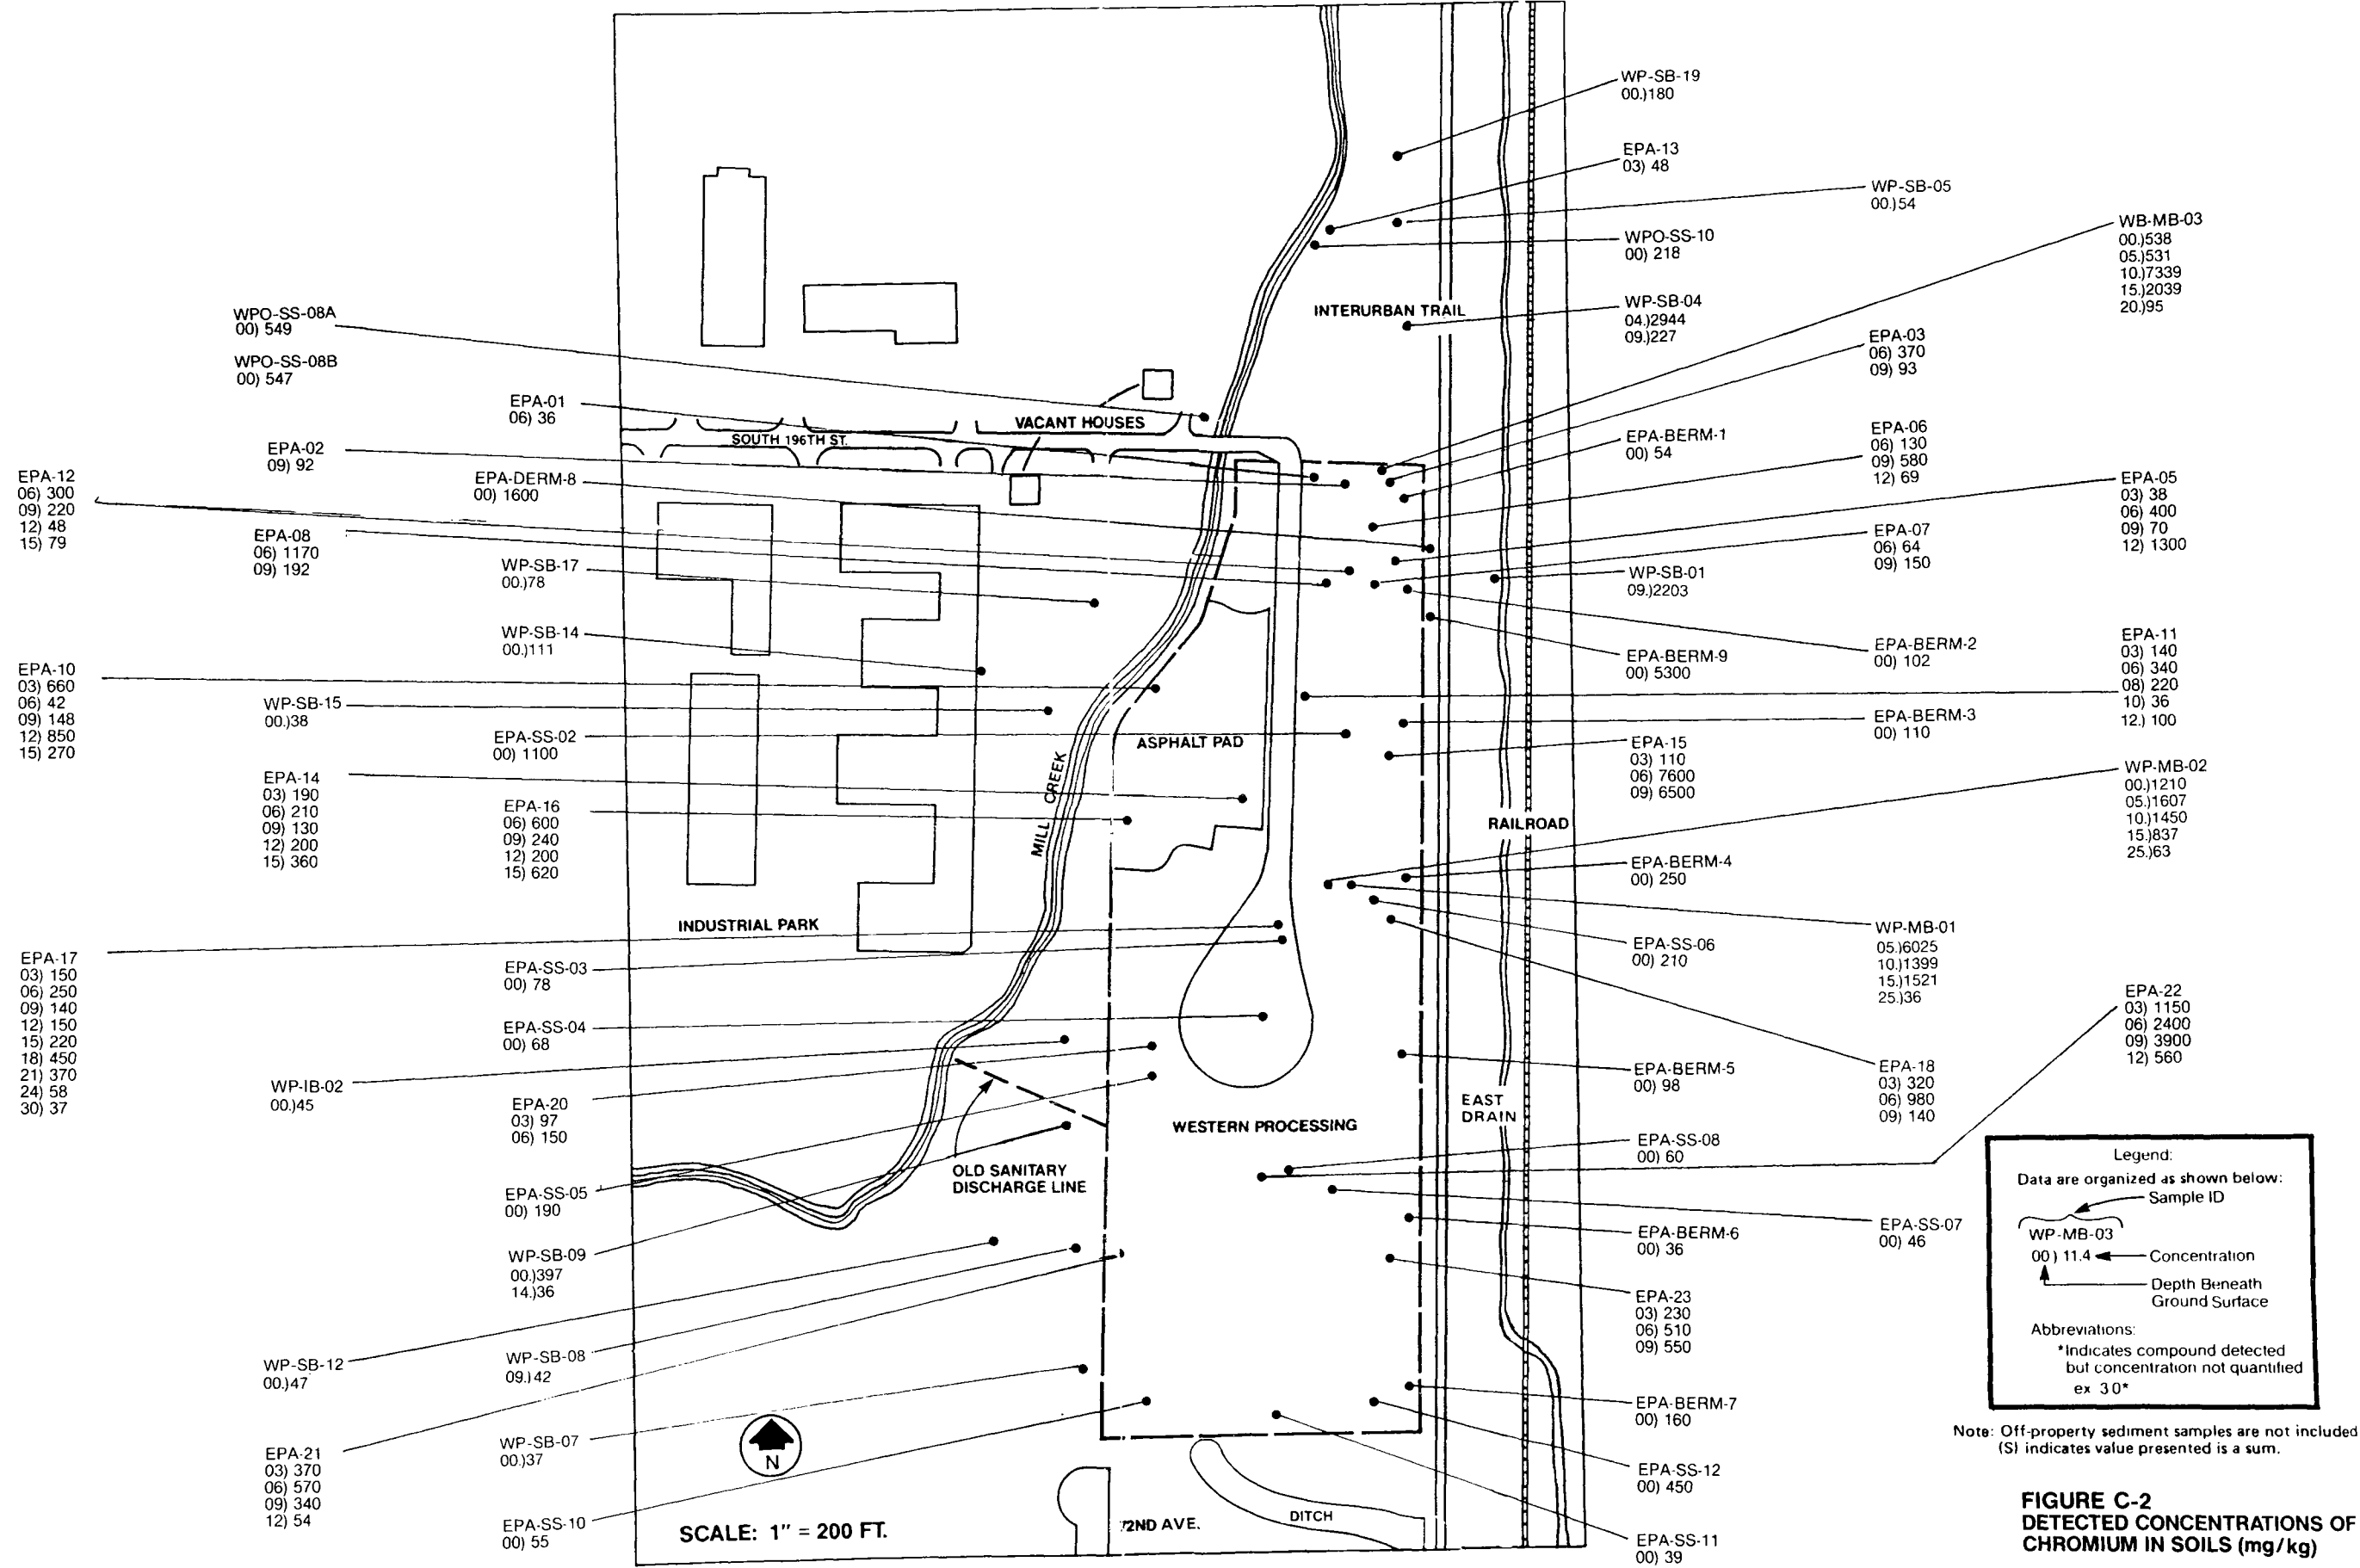 WPO-SS-08A
00) 549
WPO-SS-08B
00) 547
EPA-01
06) 36
EPA-02
09) 92
EPA-DERM-8
00) 1600
EPA-12
06) 300
09) 220
12) 48
15) 79
EPA-08
06) 1170
09) 192
WP-SB-17
00.)78
WP-SB-14
00.)111
EPA-10
03) 660
06) 42
09) 148
12) 850
15) 270
WP-SB-15
00.)38
EPA-SS-02
00) 1100
EPA-14
03) 190
06) 210
09) 130
12) 200
15) 360
EPA-16
06) 600
09) 240
12) 200
15) 620
EPA-17
03) 150
06) 250
09) 140
12) 150
15) 220
18) 450
21) 370
24) 58
30) 37
EPA-SS-03
00) 78
EPA-SS-04
00) 68
WP-IB-02
00.)45
EPA-20
03) 97
06) 150
EPA-SS-05
00) 190
WP-SB-09
00.)397
14.)36
WP-SB-12
00.)47
WP-SB-08
09.)42
EPA-21
03) 370
06) 570
09) 340
12) 54
WP-SB-07
00.)37
EPA-SS-10
00) 55
INTERURBAN TRAIL
VACANT HOUSES
SOUTH 196TH ST.
ASPHALT PAD
MILL CREEK
INDUSTRIAL PARK
RAILROAD
WESTERN PROCESSING
EAST
DRAIN
OLD SANITARY
DISCHARGE LINE
N
SCALE: 1" = 200 FT.
72ND AVE.
DITCH
WP-SB-19
00.)180
EPA-13
03) 48
WP-SB-05
00.)54
WPO-SS-10
00) 218
WB-MB-03
00.)538
05.)531
10.)7339
15.)2039
20.)95
WP-SB-04
04.)2944
09.)227
EPA-03
06) 370
09) 93
EPA-BERM-1
00) 54
EPA-06
06) 130
09) 580
12) 69
EPA-05
03) 38
06) 400
09) 70
12) 1300
EPA-07
06) 64
09) 150
WP-SB-01
09.)2203
EPA-BERM-2
00) 102
EPA-BERM-9
00) 5300
EPA-11
03) 140
06) 340
08) 220
10) 36
12.) 100
EPA-BERM-3
00) 110
EPA-15
03) 110
06) 7600
09) 6500
WP-MB-02
00.)1210
05.)1607
10.)1450
15.)837
25.)63
EPA-BERM-4
00) 250
WP-MB-01
05.)6025
10.)1399
15.)1521
25.)36
EPA-SS-06
00) 210
EPA-22
03) 1150
06) 2400
09) 3900
12) 560
EPA-BERM-5
00) 98
EPA-18
03) 320
06) 980
09) 140
EPA-SS-08
00) 60
EPA-SS-07
00) 46
EPA-BERM-6
00) 36
EPA-23
03) 230
06) 510
09) 550
EPA-BERM-7
00) 160
EPA-SS-12
00) 450
EPA-SS-11
00) 39
Legend:
Data are organized as shown below:
Sample ID
WP-MB-03
00) 11.4 Concentration
Depth Beneath
Ground Surface
Abbreviations:
*Indicates compound detected
but concentration not quantified
ex 3.0*
Note: Off-property sediment samples are not included
(S) indicates value presented is a sum.
FIGURE C-2
DETECTED CONCENTRATIONS OF
CHROMIUM IN SOILS (mg/kg)